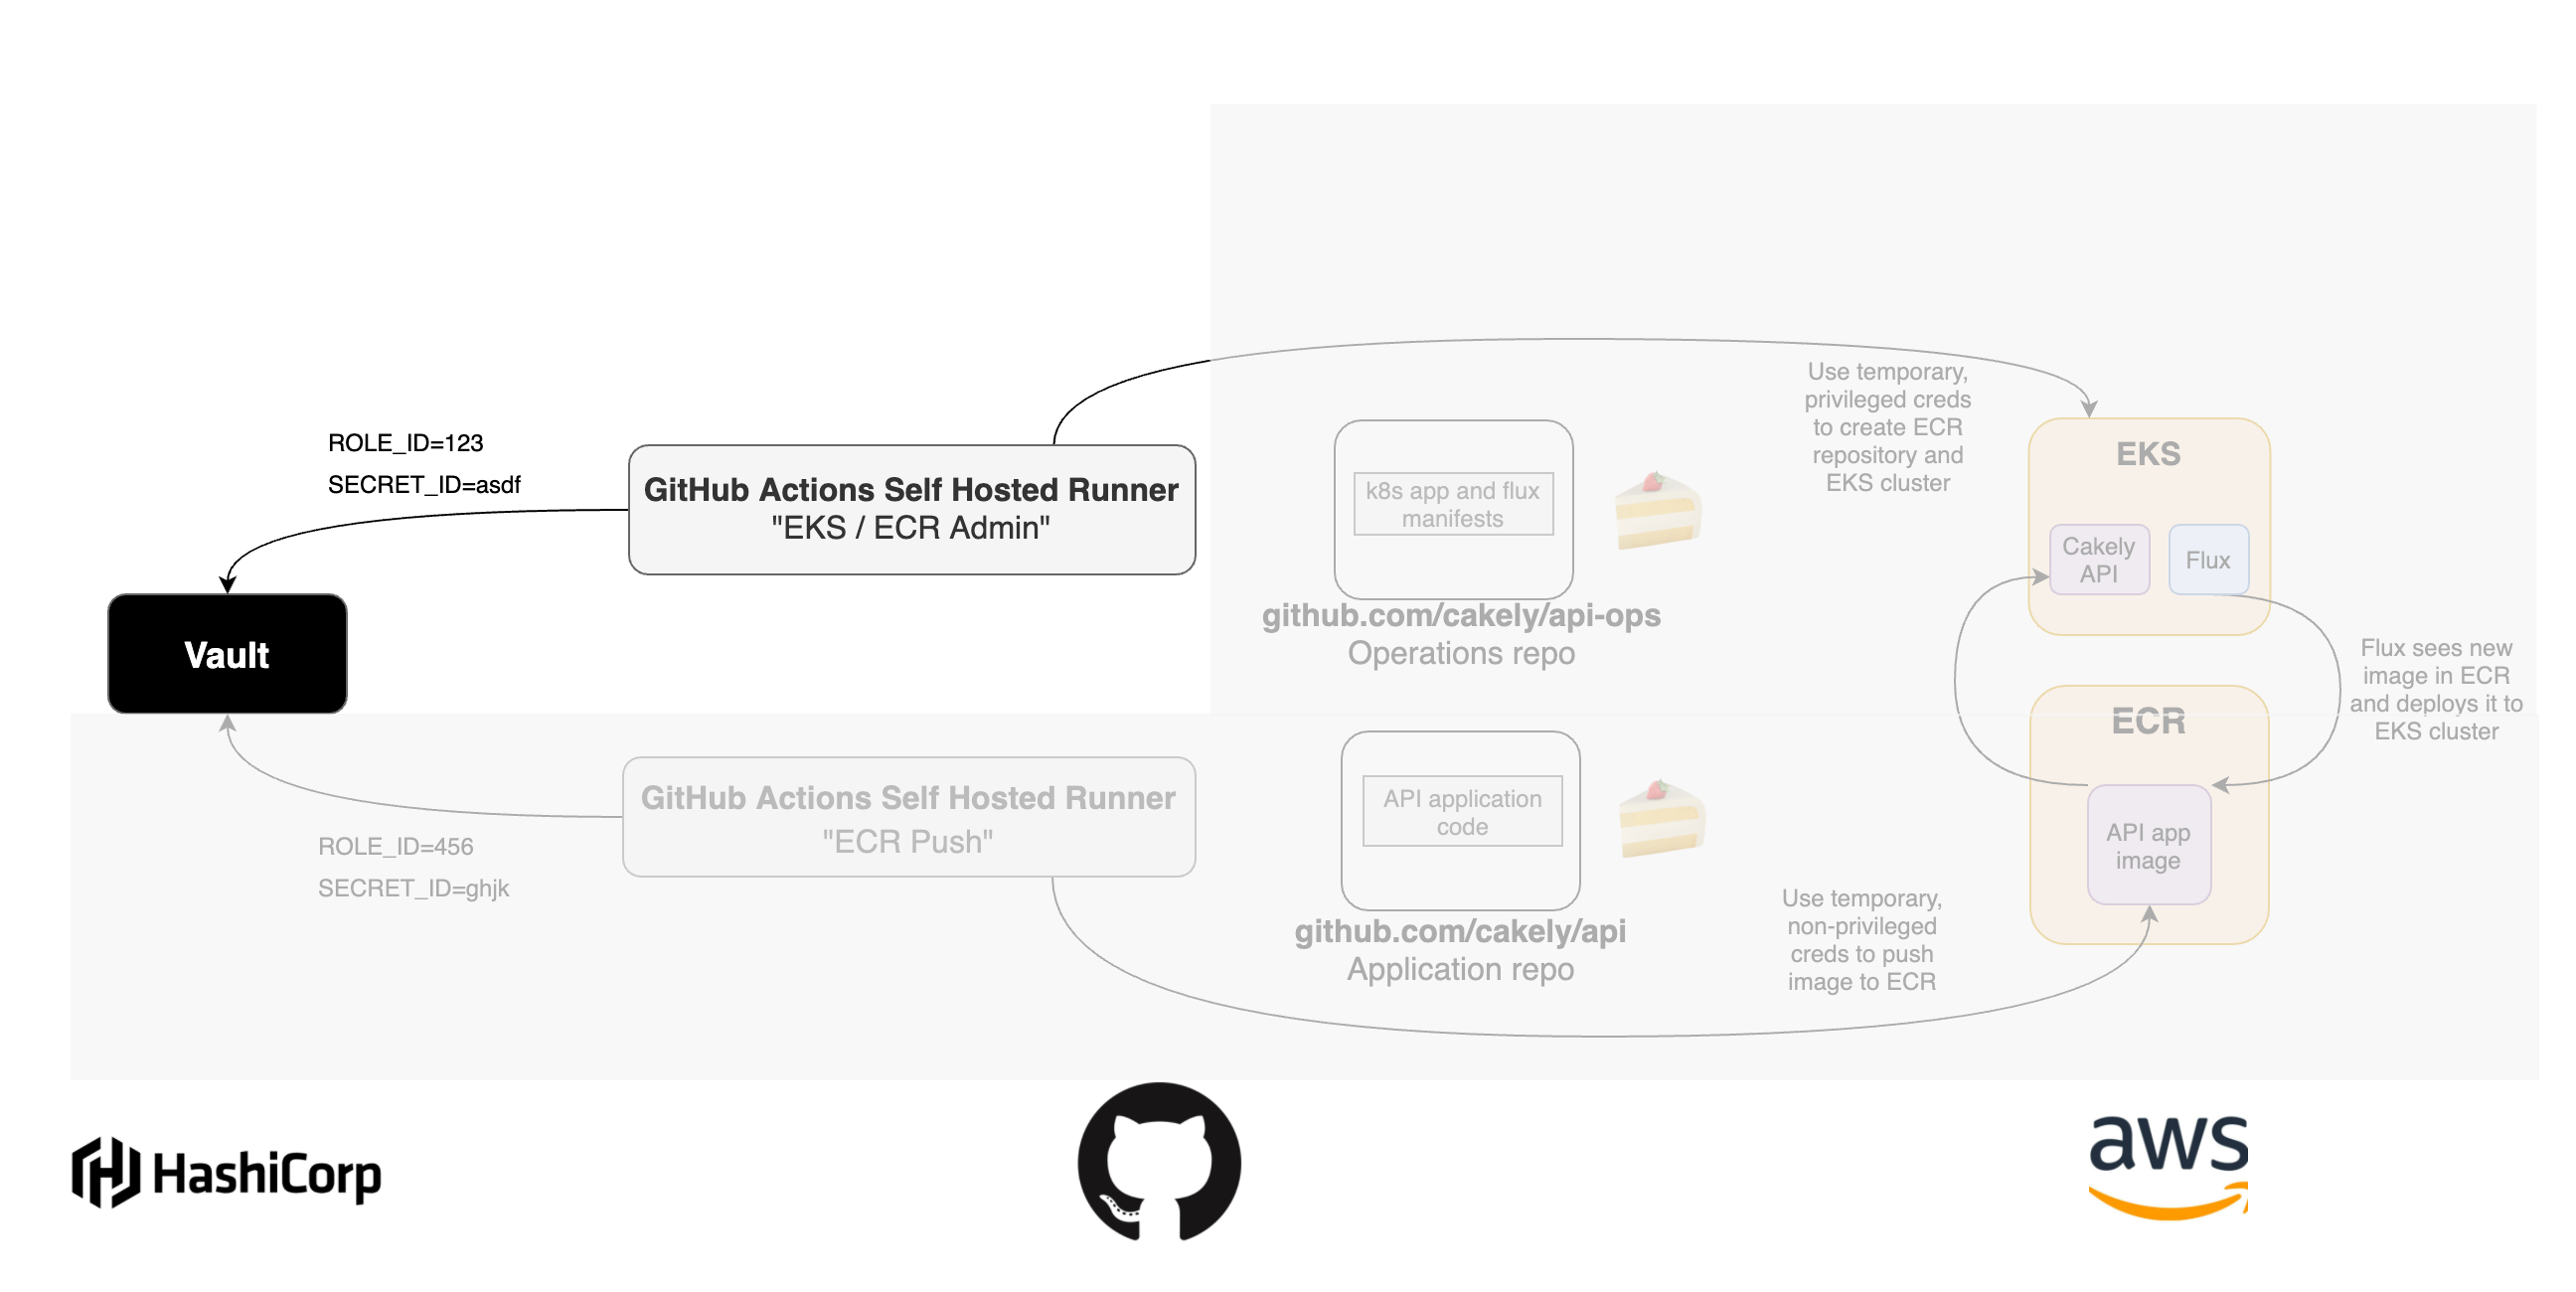 ROLE_ID=123
SECRET_ID=asdf
GitHub Actions Self Hosted Runner
"EKS / ECR Admin"
Vault
k8s app and flux
manifests
github.com/cakely/api-ops
Operations repo
Use temporary,
privileged creds
to create ECR
repository and
EKS cluster
EKS
Cakely
API
Flux
Flux sees new
image in ECR
and deploys it to
EKS cluster
ROLE_ID=456
SECRET_ID=ghjk
GitHub Actions Self Hosted Runner
"ECR Push"
API application
code
github.com/cakely/api
Application repo
Use temporary,
non-privileged
creds to push
image to ECR
ECR
API app
image
HashiCorp
aws